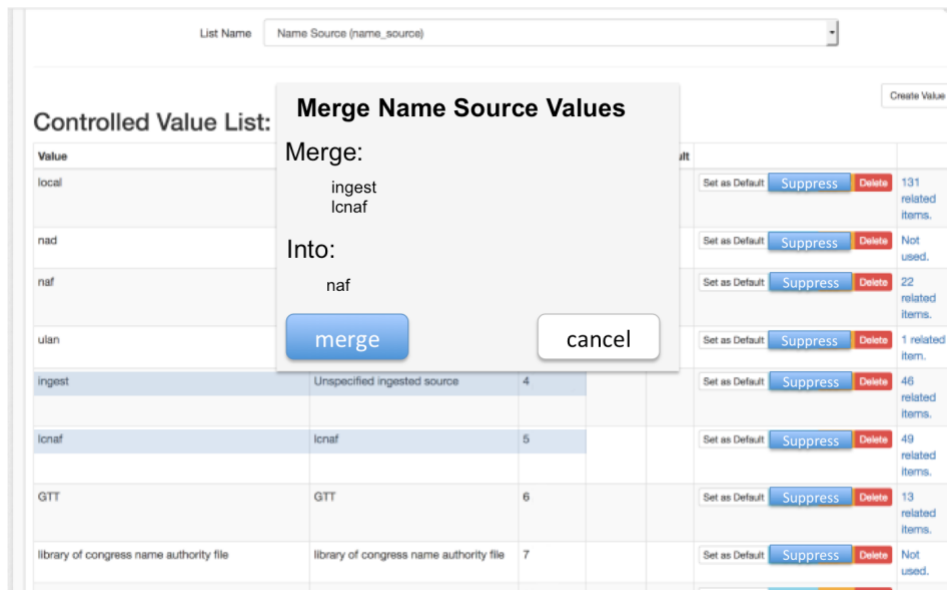 List Name Name Source (name_source)
Create Value
Controlled Value List:
Merge Name Source Values
Merge:
ingest
lcnaf
Into:
naf
merge cancel
Value ult
local Set as Default Suppress Delete 131
related
items.
nad Set as Default Suppress Delete Not
used.
naf Set as Default Suppress Delete 22
related
items.
ulan Set as Default Suppress Delete 1 related
item.
ingest Unspecified ingested source 4 Set as Default Suppress Delete 46
related
items.
lcnaf lcnaf 5 Set as Default Suppress Delete 49
related
items.
GTT GTT 6 Set as Default Suppress Delete 13
related
items.
library of congress name authority file library of congress name authority file 7 Set as Default Suppress Delete Not
used.